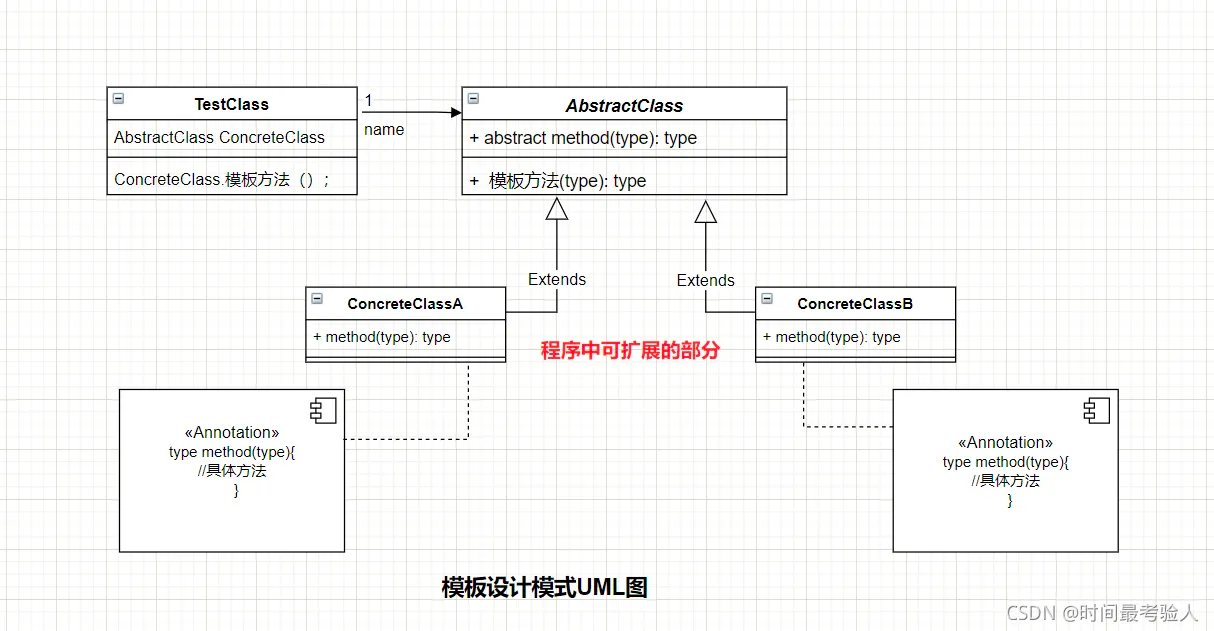 TestClass
AbstractClass ConcreteClass
ConcreteClass.模板方法（）;
1
name
AbstractClass
+ abstract method(type): type
+ 模板方法(type): type
Extends
Extends
ConcreteClassA
+ method(type): type
程序中可扩展的部分
ConcreteClassB
+ method(type): type
«Annotation»
type method(type){
//具体方法
}
«Annotation»
type method(type){
//具体方法
}
模板设计模式UML图
CSDN @时间最考验人